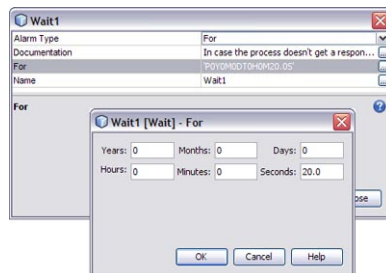 Wait1
Alarm Type For
Documentation In case the process doesn't get a respon... ...
For 'P0Y0M0DT0H0M20.0S' ...
Name Wait1 ...
For
Wait1 [Wait] - For
Years: 0 Months: 0 Days: 0
Hours: 0 Minutes: 0 Seconds: 20.0
OK Cancel Help